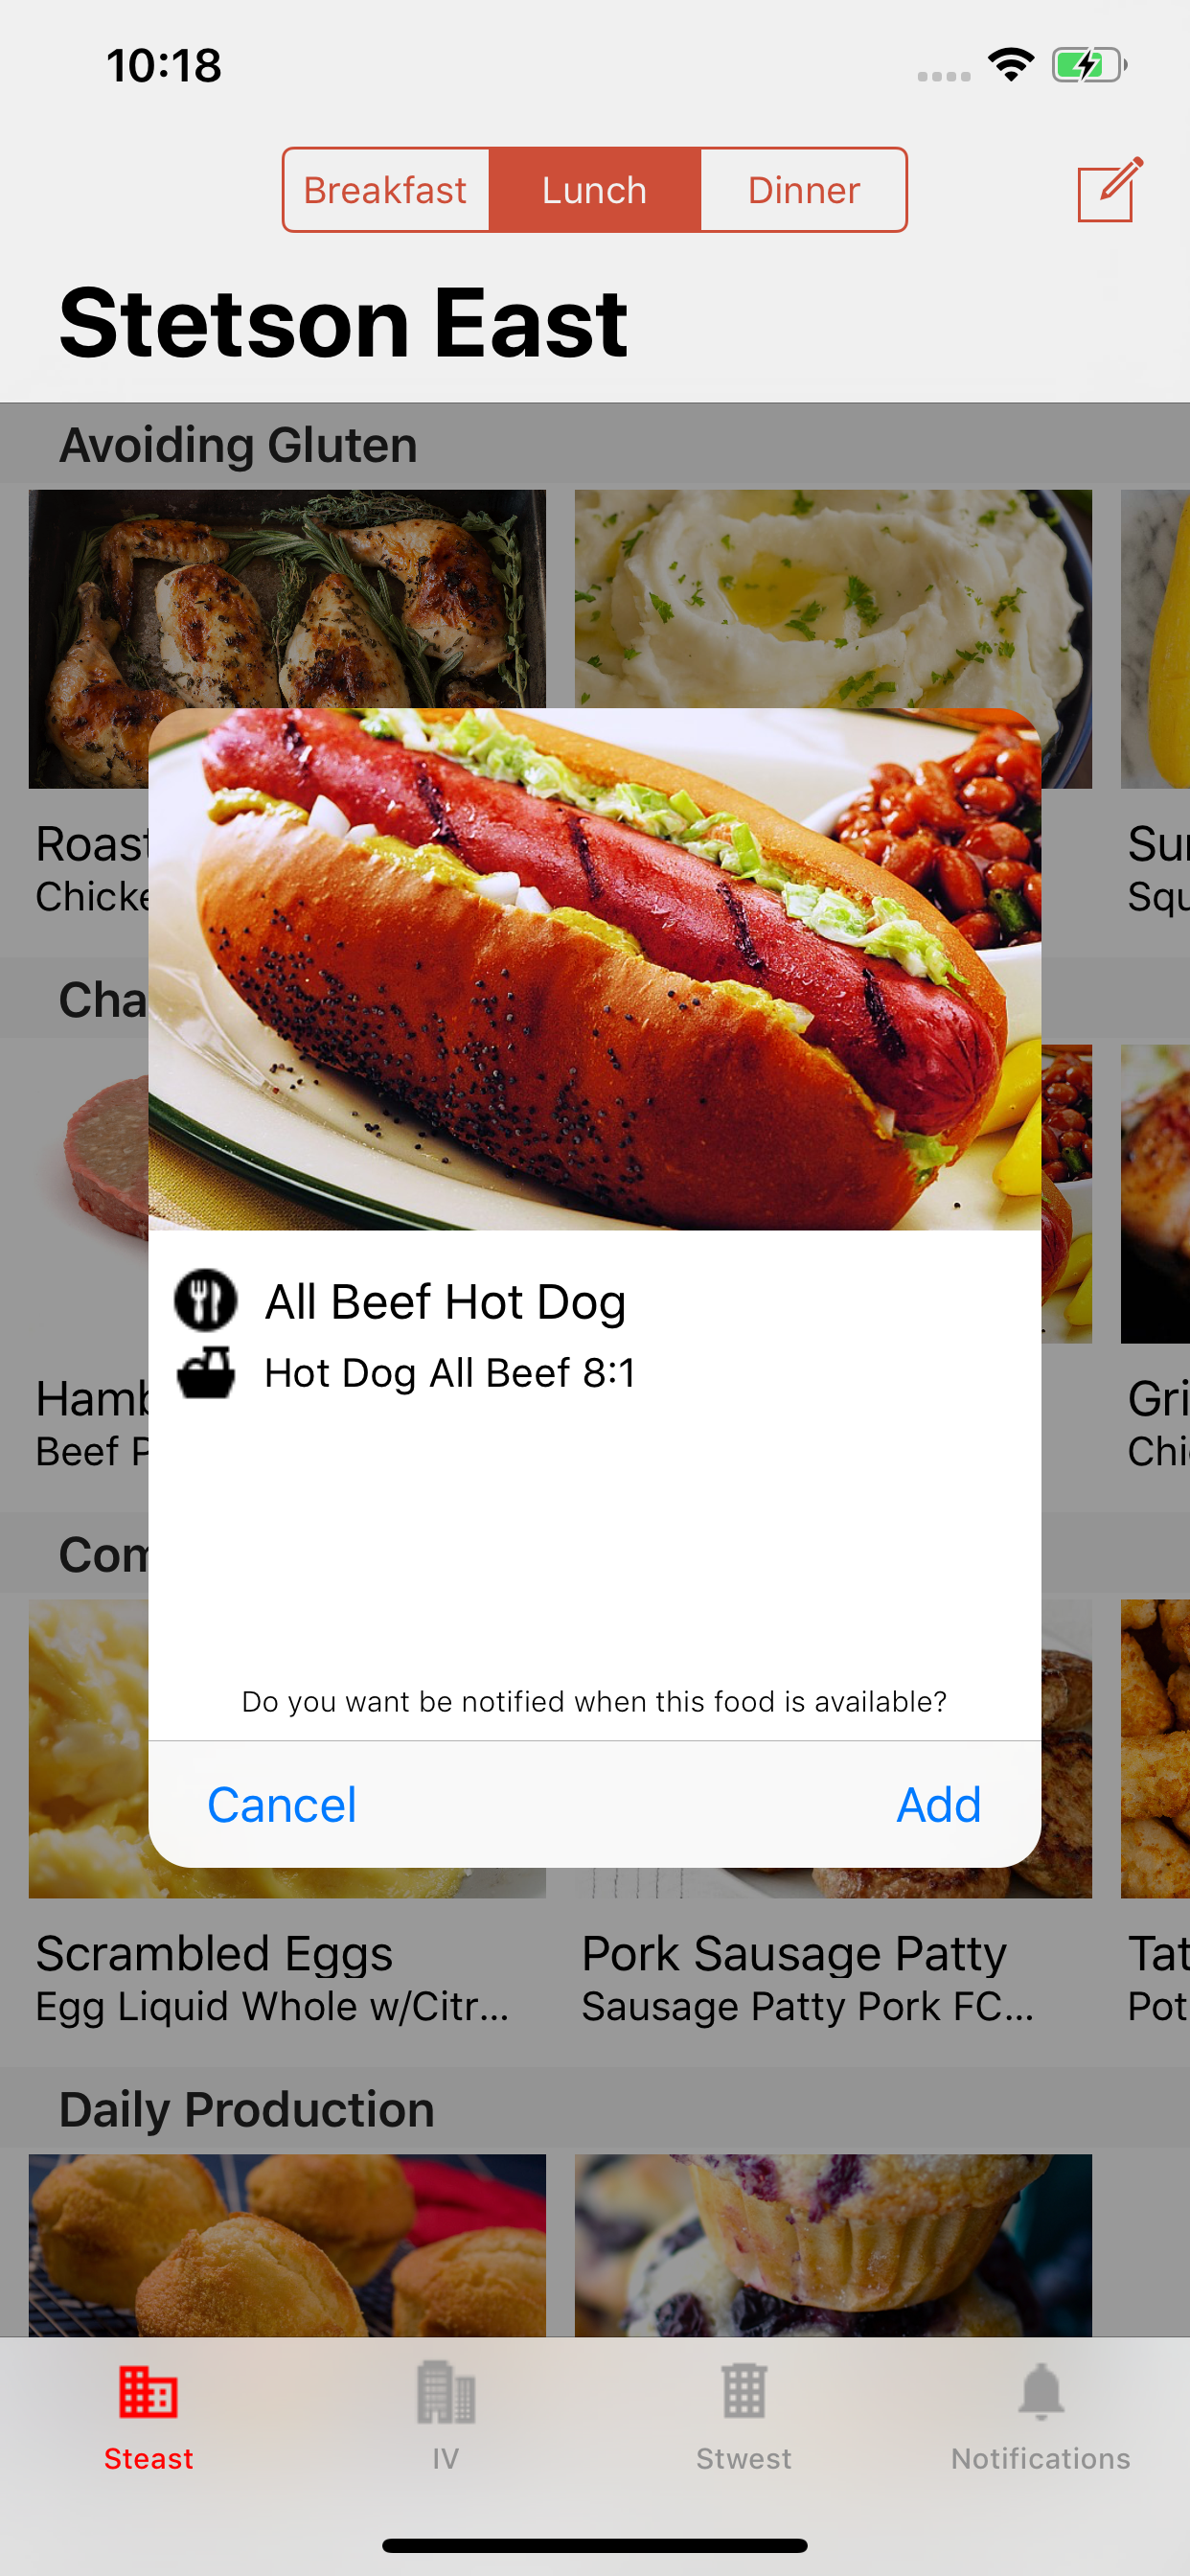 10:18
Breakfast Lunch Dinner
Stetson East
Avoiding Gluten
Roast
Chicke
Su
Squ
Cha
All Beef Hot Dog
Hot Dog All Beef 8:1
Hamb
Beef P
Gri
Chi
Com
Do you want be notified when this food is available?
Cancel Add
Scrambled Eggs Pork Sausage Patty Tat
Egg Liquid Whole w/Citr... Sausage Patty Pork FC... Pot
Daily Production
Steast IV Stwest Notifications